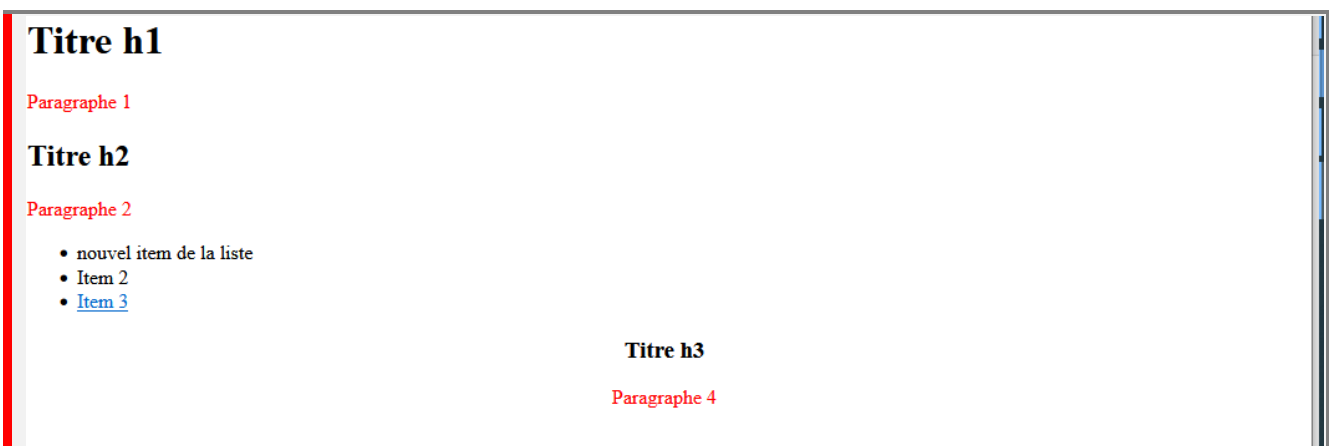 Titre h1
Paragraphe 1
Titre h2
Paragraphe 2
nouvel item de la liste
Item 2
Item 3
Titre h3
Paragraphe 4